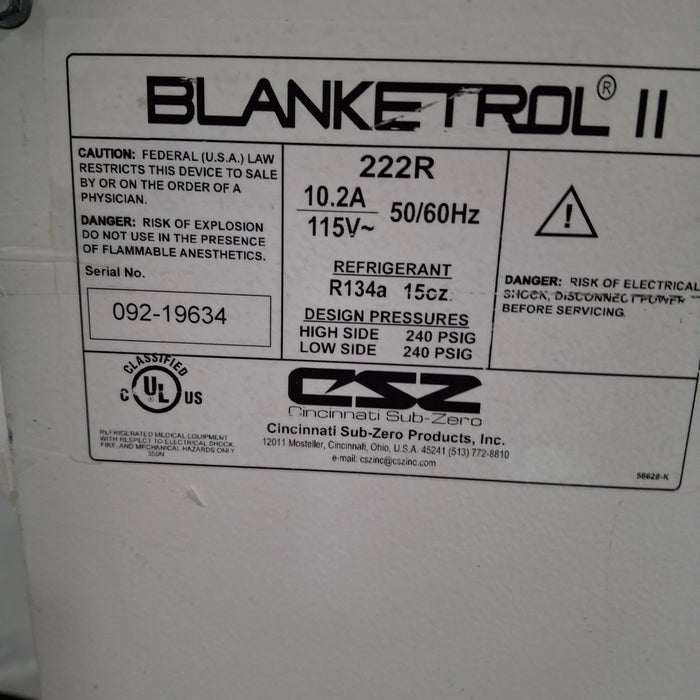 BLANKETROL® II
CAUTION: FEDERAL (U.S.A.) LAW
RESTRICTS THIS DEVICE TO SALE
BY OR ON THE ORDER OF A
PHYSICIAN.
DANGER: RISK OF EXPLOSION
DO NOT USE IN THE PRESENCE
OF FLAMMABLE ANESTHETICS.
Serial No.
092-19634
222R
10.2A
115V~ 50/60Hz
REFRIGERANT
R134a 15oz.
DESIGN PRESSURES
HIGH SIDE 240 PSIG
LOW SIDE 240 PSIG
!
DANGER: RISK OF ELECTRICAL
SHOCK, DISCONNECT POWER
BEFORE SERVICING.
CLASSIFIED
C UL US
REFRIGERATED MEDICAL EQUIPMENT
WITH RESPECT TO ELECTRICAL SHOCK,
FIRE AND MECHANICAL HAZARDS ONLY
350N
CSZ
Cincinnati Sub-Zero
Cincinnati Sub-Zero Products, Inc.
12011 Mosteller, Cincinnati, Ohio, U.S.A. 45241 (513) 772-8810
e-mail: cszinc@cszinc.com
56628-K